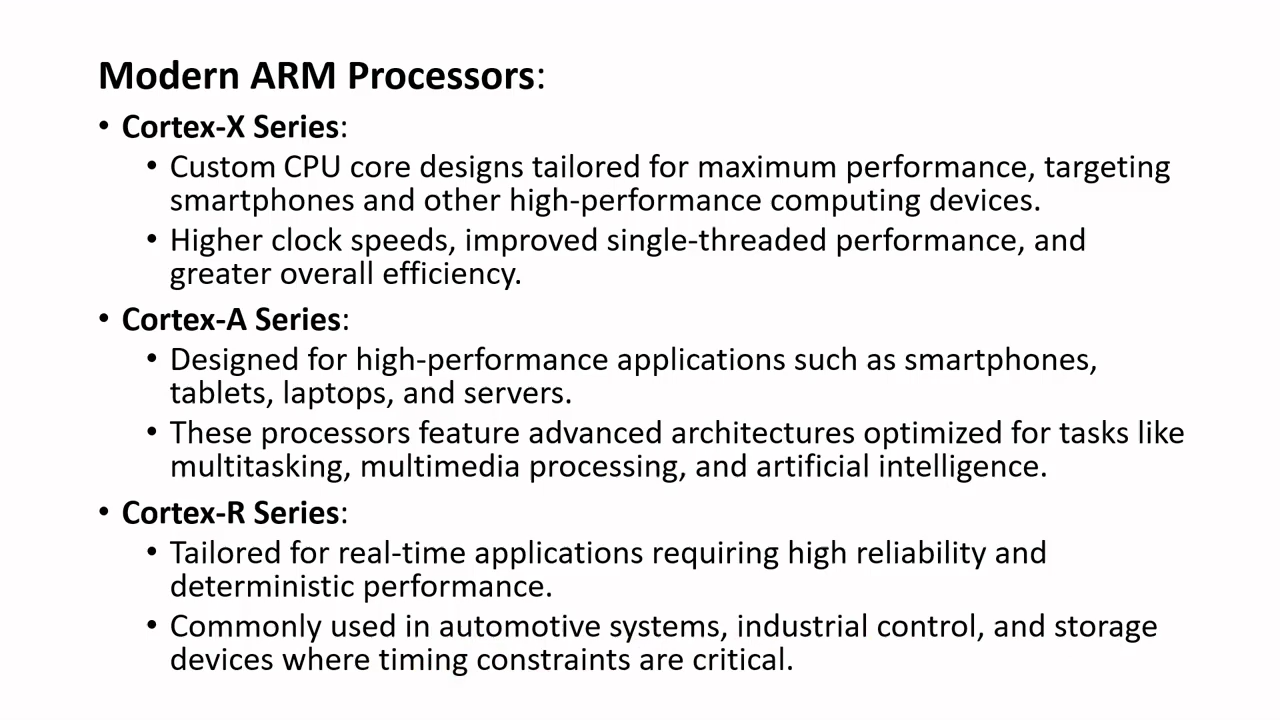 Modern ARM Processors:
• Cortex-X Series:
• Custom CPU core designs tailored for maximum performance, targeting
smartphones and other high-performance computing devices.
• Higher clock speeds, improved single-threaded performance, and
greater overall efficiency.
• Cortex-A Series:
• Designed for high-performance applications such as smartphones,
tablets, laptops, and servers.
• These processors feature advanced architectures optimized for tasks like
multitasking, multimedia processing, and artificial intelligence.
• Cortex-R Series:
• Tailored for real-time applications requiring high reliability and
deterministic performance.
• Commonly used in automotive systems, industrial control, and storage
devices where timing constraints are critical.